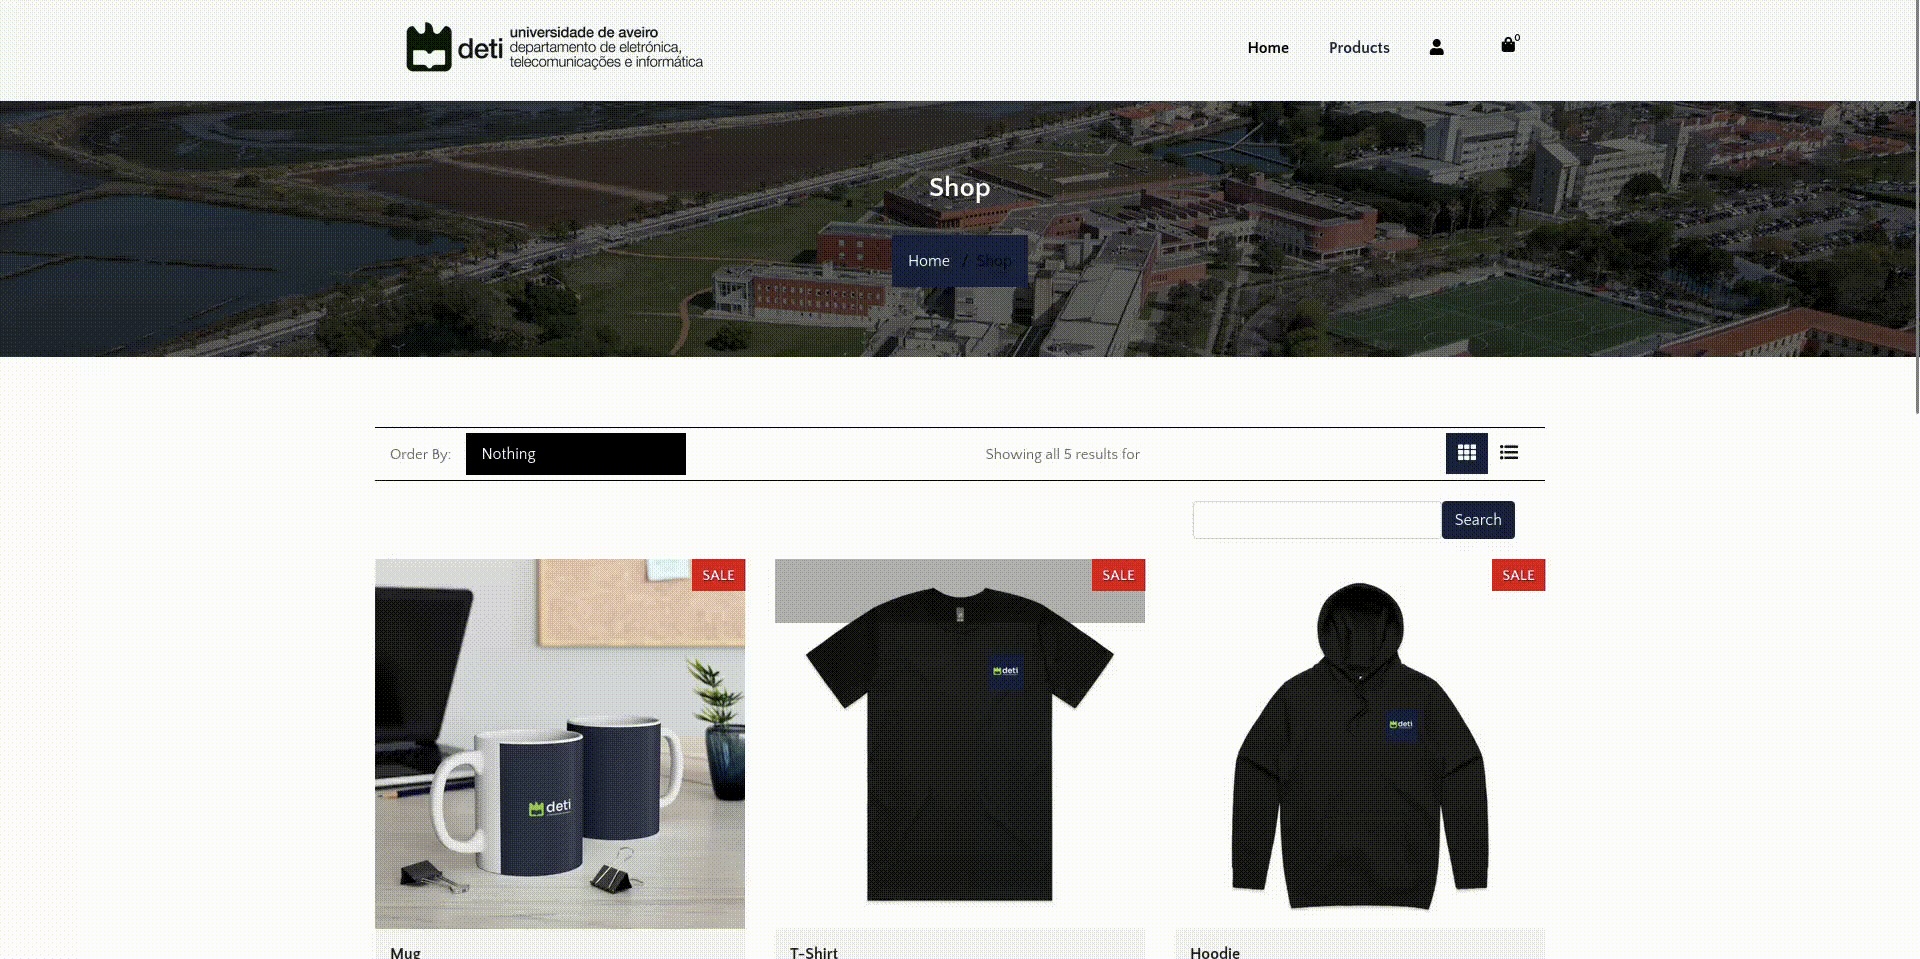 deti
universidade de aveiro
departamento de eletrónica,
telecomunicações e informática
Home
Products
0
Shop
Home / Shop
Order By:
Nothing
Showing all 5 results for
Search
SALE
SALE
SALE
deti
deti
deti
Mug
T-Shirt
Hoodie